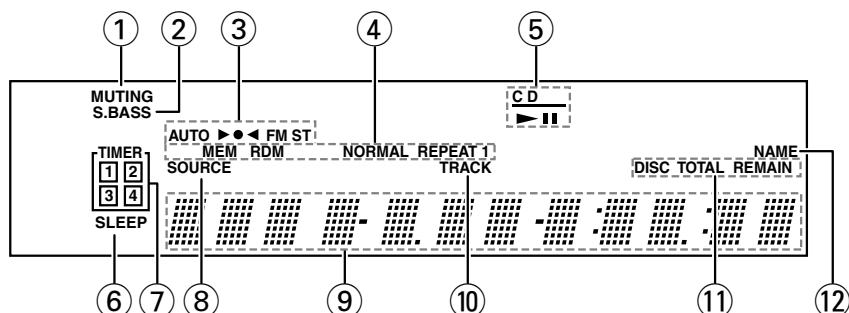 ① ② ③ ④ ⑤
MUTING
S.BASS
CD
AUTO ►●◄ FM ST
►II
MEM RDM NORMAL REPEAT 1
NAME
TIMER
SOURCE TRACK DISC TOTAL REMAIN
1 2
3 4
SLEEP
⑥ ⑦ ⑧ ⑨ ⑩ ⑪ ⑫